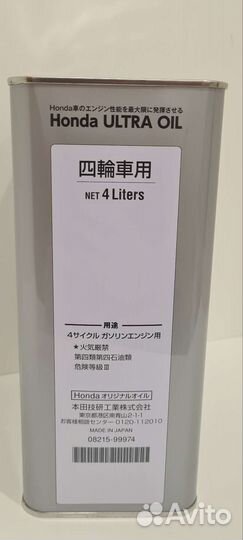 Honda車のエンジン性能を最大限に発揮させる
Honda ULTRA OIL
四輪車用
NET 4 Liters
用途
4サイクル ガソリンエンジン用
★火気厳禁
第四類第四石油類
危険等級Ⅲ
Honda オリジナルオイル
本田技研工業株式会社
東京都港区南青山2-1-1
お客様相談センター 0120-112010
MADE IN JAPAN
08215-99974
Avito